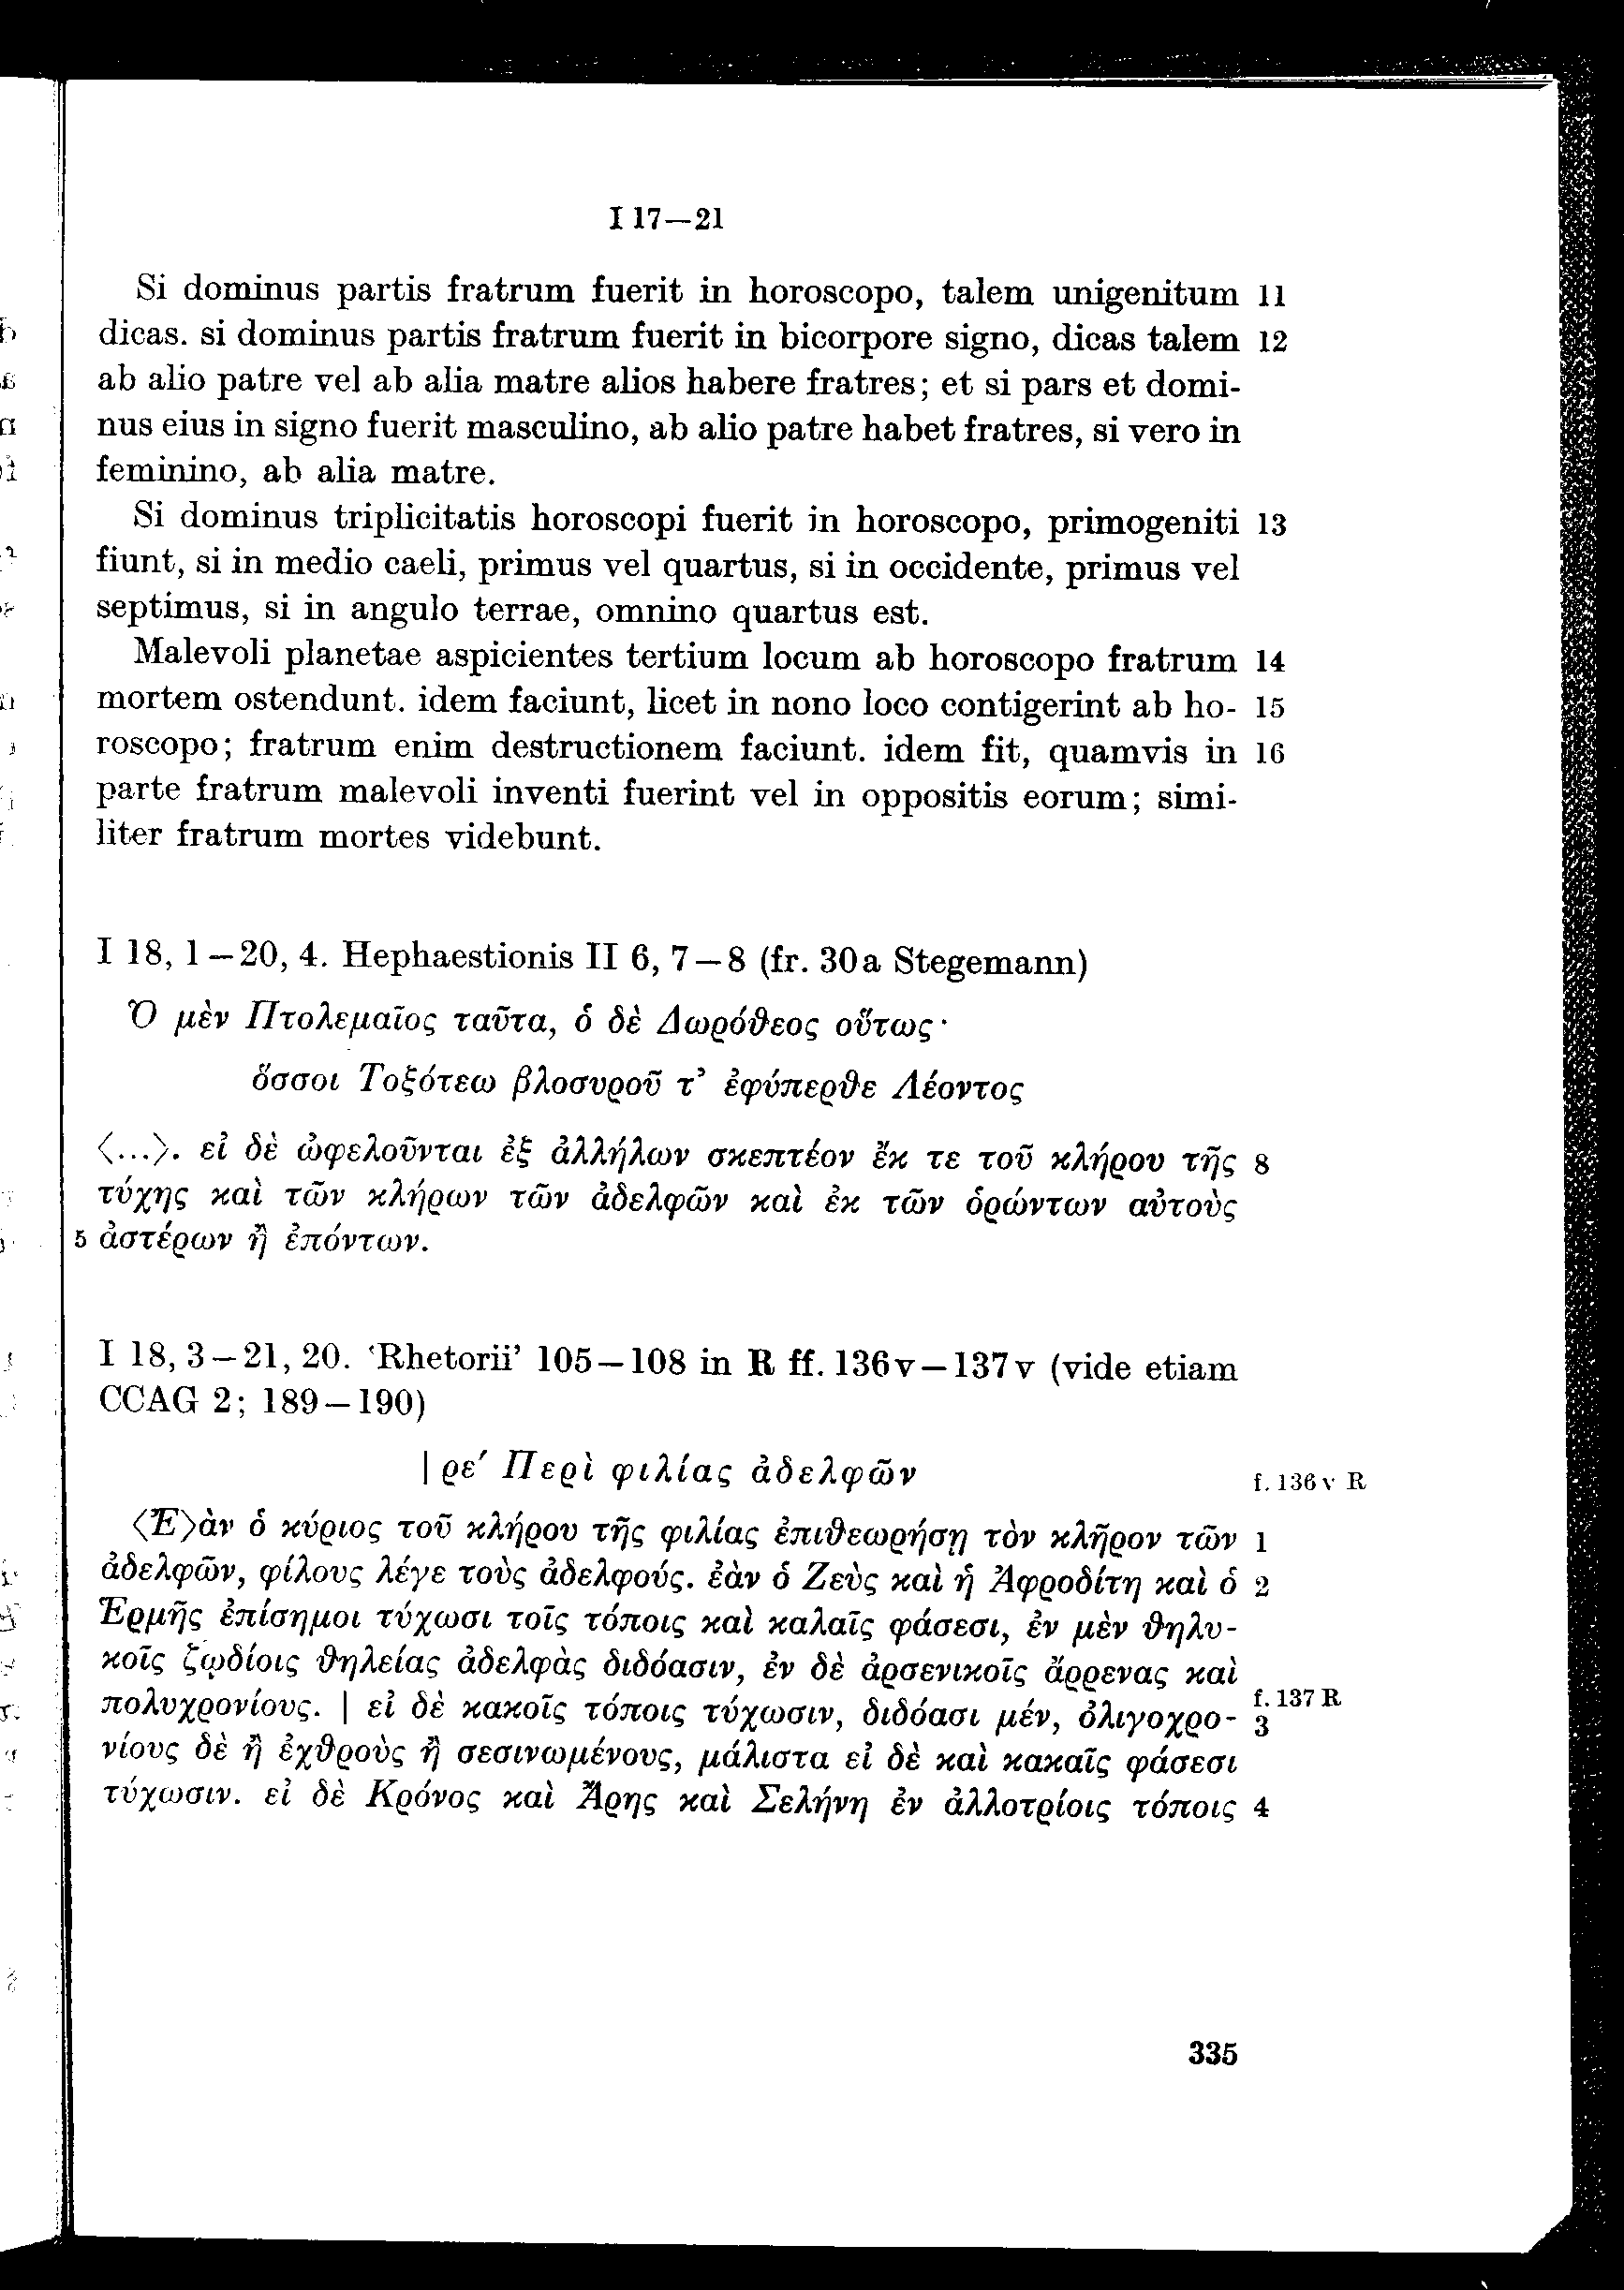 I 17—21
Si dominus partis fratrum fuerit in horoscopo, talem unigenitum 11
dicas. si dominus partis fratrum fuerit in bicorpore signo, dicas talem 12
ab alio patre vel ab alia matre alios habere fratres; et si pars et domi-
nus eius in signo fuerit masculino, ab alio patre habet fratres, si vero in
feminino, ab alia matre.
Si dominus triplicitatis horoscopi fuerit in horoscopo, primogeniti 13
fiunt, si in medio caeli, primus vel quartus, si in occidente, primus vel
septimus, si in angulo terrae, omnino quartus est.
Malevoli planetae aspicientes tertium locum ab horoscopo fratrum 14
mortem ostendunt. idem faciunt, licet in nono loco contigerint ab ho- 15
roscopo; fratrum enim destructionem faciunt. idem fit, quamvis in 16
parte fratrum malevoli inventi fuerint vel in oppositis eorum; simi-
liter fratrum mortes videbunt.
I 18, 1—20, 4. Hephaestionis II 6, 7—8 (fr. 30a Stegemann)
Ὁ μὲν Πτολεμαῖος ταῦτα, ὁ δὲ Δωρόθεος οὕτως·
ὅσσοι Τοξότεω βλοσυροῦ τ’ ἐφύπερθε Λέοντος
⟨...⟩. εἰ δὲ ὠφελοῦνται ἐξ ἀλλήλων σκεπτέον ἔκ τε τοῦ κλήρου τῆς 8
τύχης καὶ τῶν κλήρων τῶν ἀδελφῶν καὶ ἐκ τῶν ὁρώντων αὐτοὺς
5 ἀστέρων ἢ ἐπόντων.
I 18, 3—21, 20. ‘Rhetorii’ 105—108 in R ff. 136v—137v (vide etiam
CCAG 2; 189—190)
| ρε′ Περὶ φιλίας ἀδελφῶν f. 136v R
⟨Ἐ⟩ὰν ὁ κύριος τοῦ κλήρου τῆς φιλίας ἐπιθεωρήσῃ τὸν κλῆρον τῶν 1
ἀδελφῶν, φίλους λέγε τοὺς ἀδελφούς. ἐὰν ὁ Ζεὺς καὶ ἡ Ἀφροδίτη καὶ ὁ 2
Ἑρμῆς ἐπίσημοι τύχωσι τοῖς τόποις καὶ καλαῖς φάσεσι, ἐν μὲν θηλυ-
κοῖς ζῳδίοις θηλείας ἀδελφὰς διδόασιν, ἐν δὲ ἀρσενικοῖς ἄρρενας καὶ
πολυχρονίους. | εἰ δὲ κακοῖς τόποις τύχωσιν, διδόασι μέν, ὀλιγοχρο- 3 f. 137 R
νίους δὲ ἢ ἐχθροὺς ἢ σεσινωμένους, μάλιστα εἰ δὲ καὶ κακαῖς φάσεσι
τύχωσιν. εἰ δὲ Κρόνος καὶ Ἄρης καὶ Σελήνη ἐν ἀλλοτρίοις τόποις 4
335